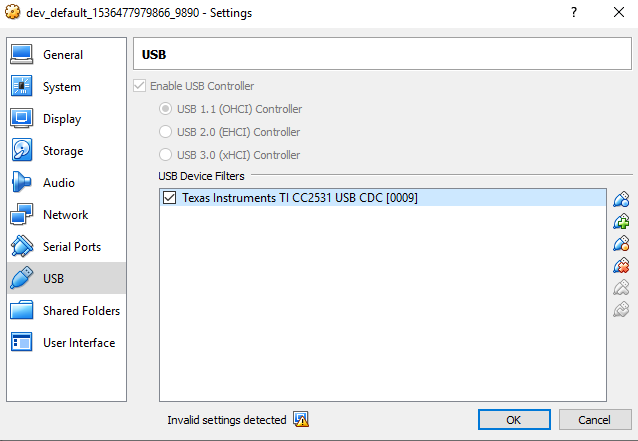 dev_default_1536477979866_9890 - Settings
?
General
System
Display
Storage
Audio
Network
Serial Ports
USB
Shared Folders
User Interface
USB
Enable USB Controller
USB 1.1 (OHCI) Controller
USB 2.0 (EHCI) Controller
USB 3.0 (xHCI) Controller
USB Device Filters
Texas Instruments TI CC2531 USB CDC [0009]
Invalid settings detected
OK
Cancel